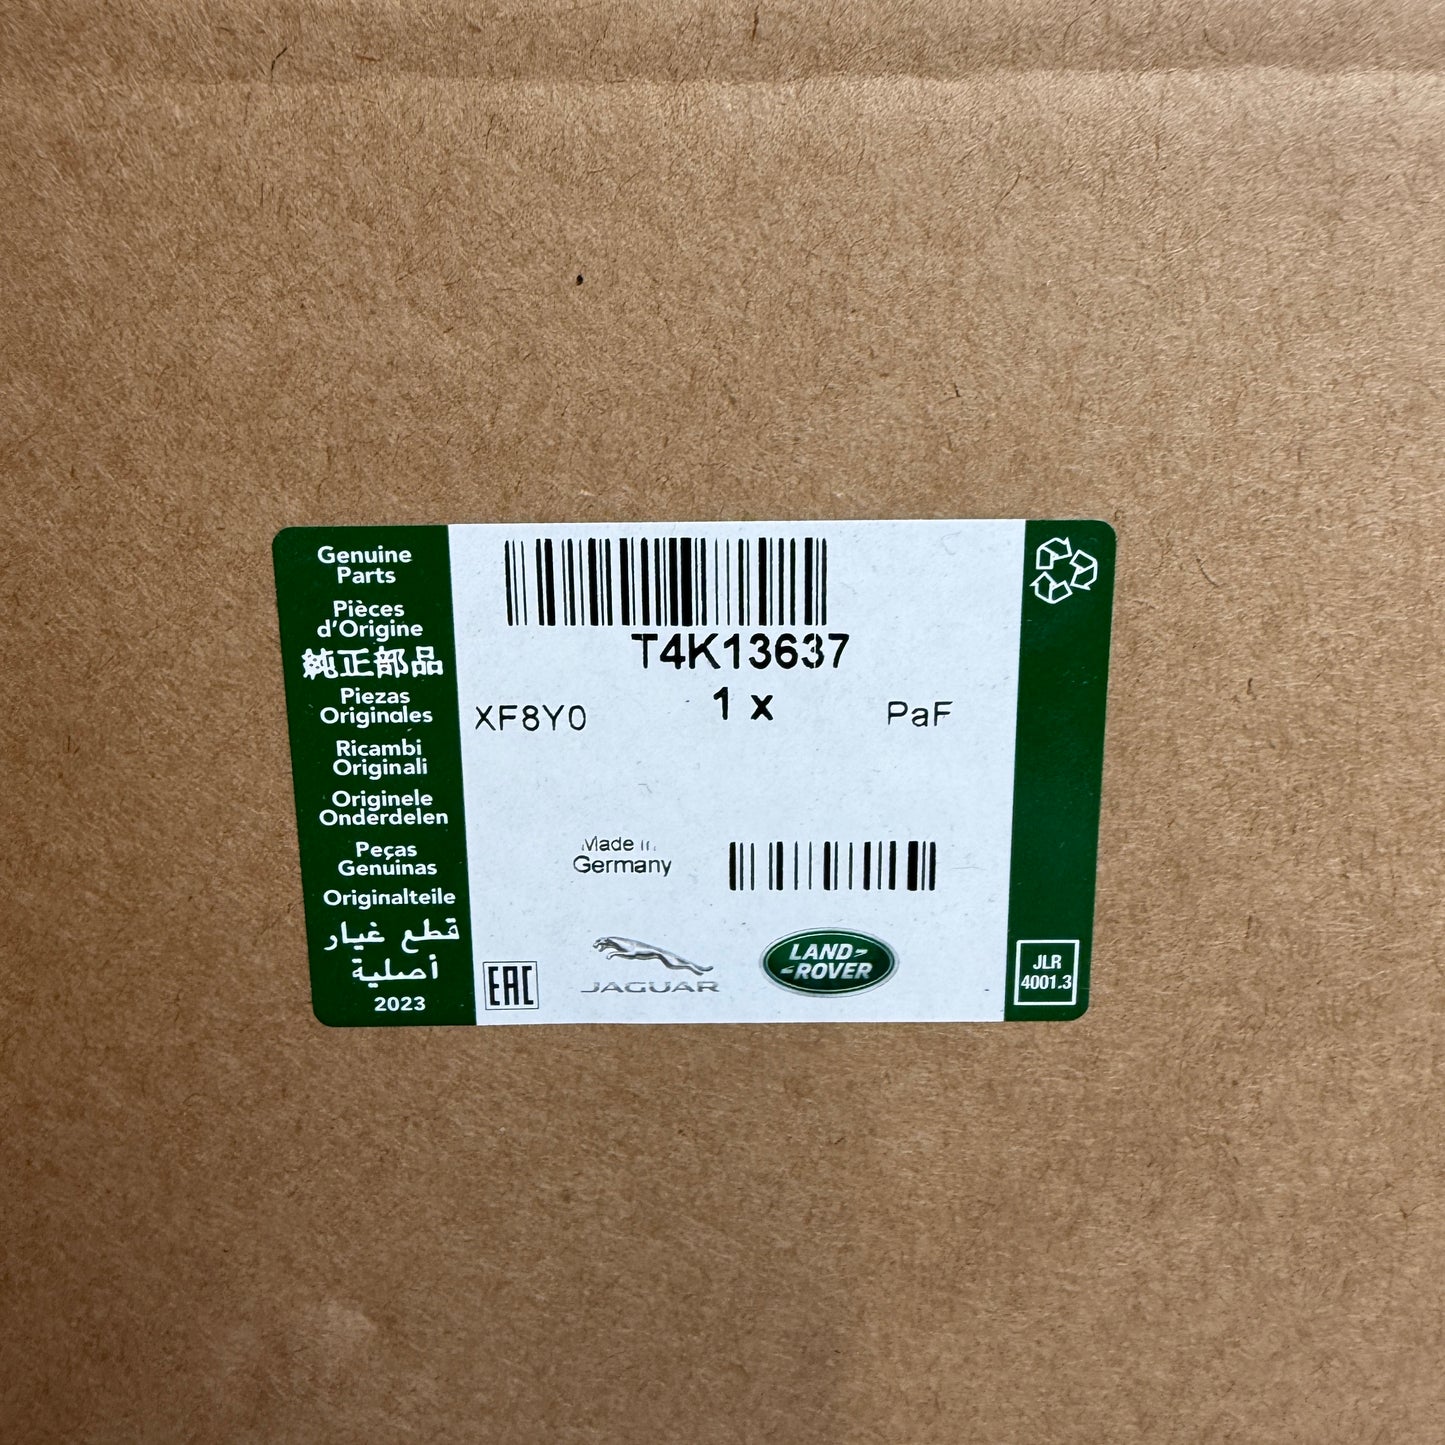 Genuine
Parts
Pièces
d'Origine
純正部品
Piezas
Originales
Ricambi
Originali
Originele
Onderdelen
Peças
Genuinas
Originalteile
قطع غيار
أصلية
2023
T4K13637
XF8Y0
1 x
PaF
Made in
Germany
EAC
JAGUAR
LAND-
-ROVER
JLR
4001.3